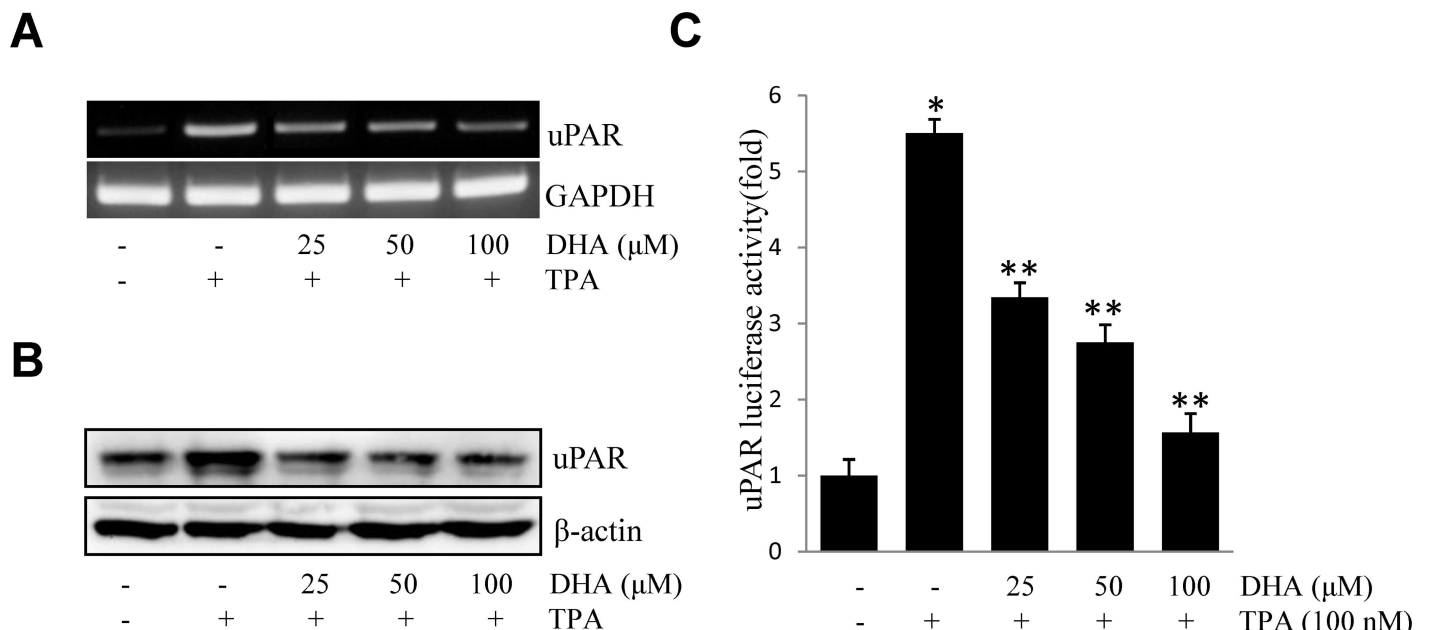 A
uPAR
GAPDH
- - 25 50 100 DHA (μM)
- + + + + TPA
B
uPAR
β-actin
- - 25 50 100 DHA (μM)
- + + + + TPA
C
uPAR luciferase activity(fold)
6
5
4
3
2
1
0
*
**
**
**
- - 25 50 100 DHA (μM)
- + + + + TPA (100 nM)